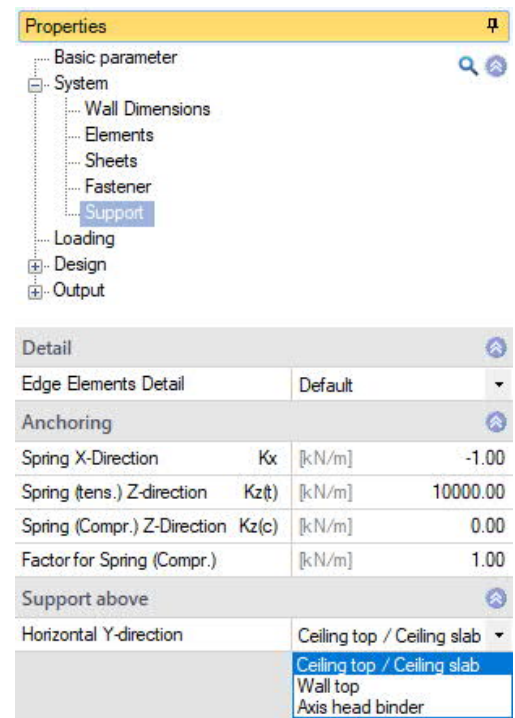 Properties
Basic parameter
System
Wall Dimensions
Elements
Sheets
Fastener
Support
Loading
Design
Output
Detail
Edge Elements Detail Default
Anchoring
Spring X-Direction Kx [kN/m] -1.00
Spring (tens.) Z-direction Kz(t) [kN/m] 10000.00
Spring (Compr.) Z-Direction Kz(c) [kN/m] 0.00
Factor for Spring (Compr.) [kN/m] 1.00
Support above
Horizontal Y-direction Ceiling top / Ceiling slab
Ceiling top / Ceiling slab
Wall top
Axis head binder